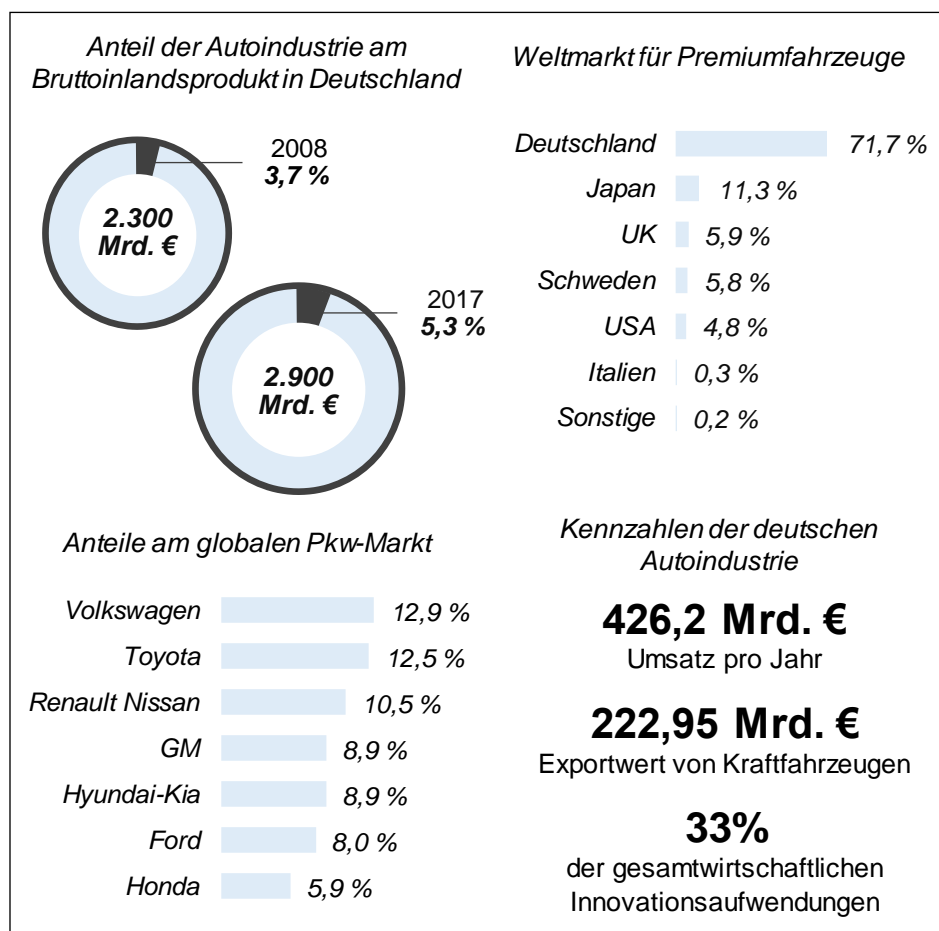 Anteil der Autoindustrie am
Bruttoinlandsprodukt in Deutschland
2008
3,7 %
2.300
Mrd. €
2017
5,3 %
2.900
Mrd. €
Weltmarkt für Premiumfahrzeuge
Deutschland 71,7 %
Japan 11,3 %
UK 5,9 %
Schweden 5,8 %
USA 4,8 %
Italien 0,3 %
Sonstige 0,2 %
Anteile am globalen Pkw-Markt
Volkswagen 12,9 %
Toyota 12,5 %
Renault Nissan 10,5 %
GM 8,9 %
Hyundai-Kia 8,9 %
Ford 8,0 %
Honda 5,9 %
Kennzahlen der deutschen
Autoindustrie
426,2 Mrd. €
Umsatz pro Jahr
222,95 Mrd. €
Exportwert von Kraftfahrzeugen
33%
der gesamtwirtschaftlichen
Innovationsaufwendungen